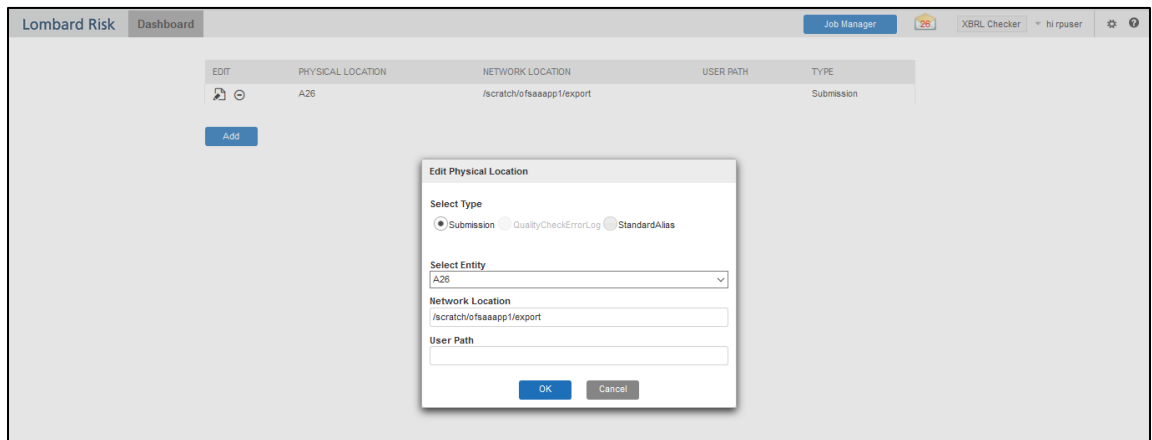 Lombard Risk Dashboard Job Manager 26 XBRL Checker hi rpuser
EDIT PHYSICAL LOCATION NETWORK LOCATION USER PATH TYPE
A26 /scratch/ofsaaapp1/export Submission
Add
Edit Physical Location
Select Type
Submission QualityCheckErrorLog StandardAlias
Select Entity
A26
Network Location
/scratch/ofsaaapp1/export
User Path
OK Cancel